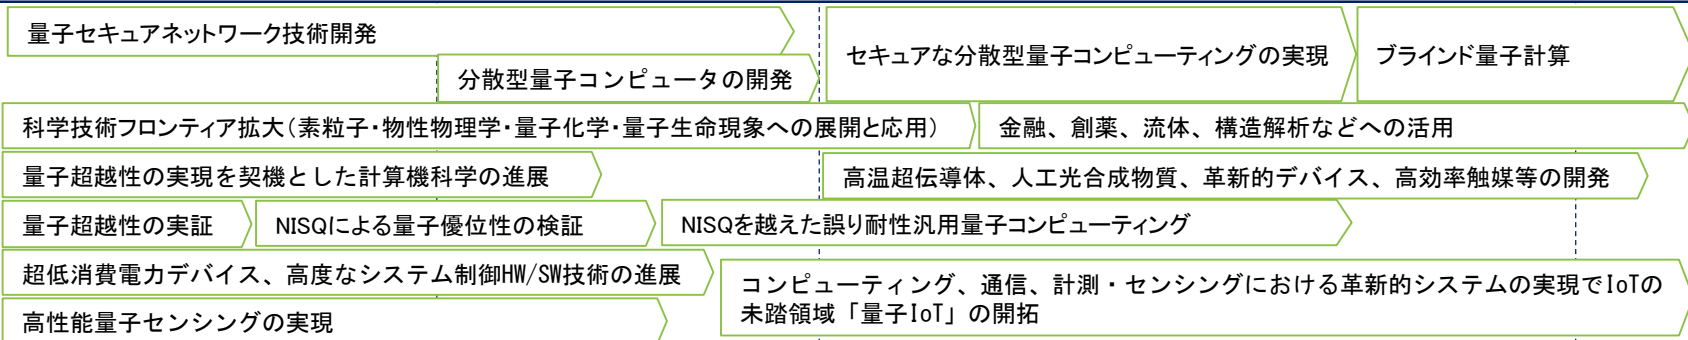 量子セキュアネットワーク技術開発
分散型量子コンピュータの開発
セキュアな分散型量子コンピューティングの実現
ブラインド量子計算
科学技術フロンティア拡大(素粒子・物性物理学・量子化学・量子生命現象への展開と応用)
金融、創薬、流体、構造解析などへの活用
量子超越性の実現を契機とした計算機科学の進展
高温超伝導体、人工光合成物質、革新的デバイス、高効率触媒等の開発
量子超越性の実証
NISQによる量子優位性の検証
NISQを越えた誤り耐性汎用量子コンピューティング
超低消費電力デバイス、高度なシステム制御HW/SW技術の進展
コンピューティング、通信、計測・センシングにおける革新的システムの実現でIoTの
未踏領域「量子IoT」の開拓
高性能量子センシングの実現